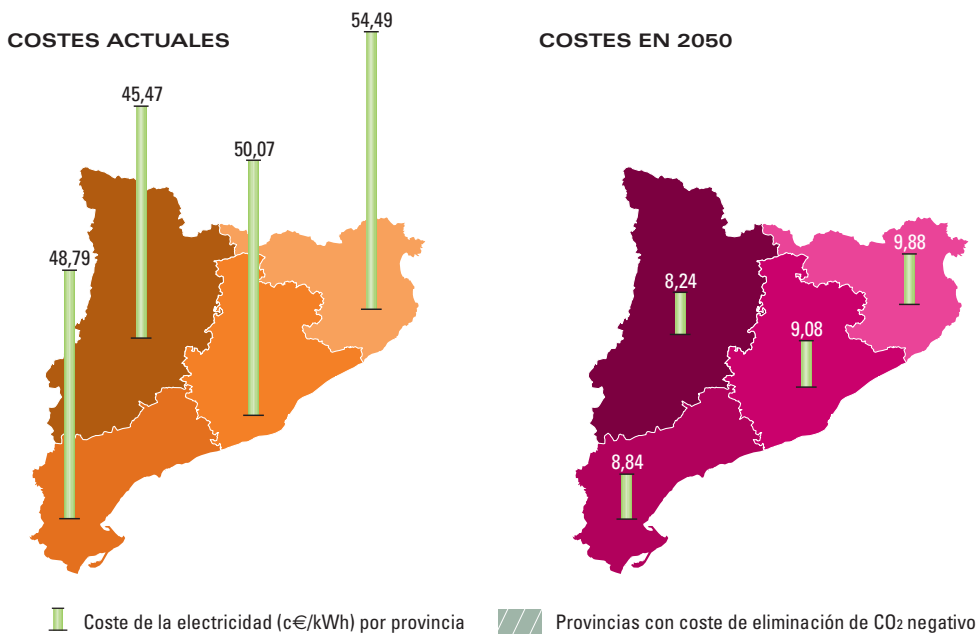 COSTES ACTUALES
54,49
45,47
50,07
48,79
COSTES EN 2050
9,88
8,24
9,08
8,84
Coste de la electricidad (c€/kWh) por provincia
Provincias con coste de eliminación de CO2 negativo